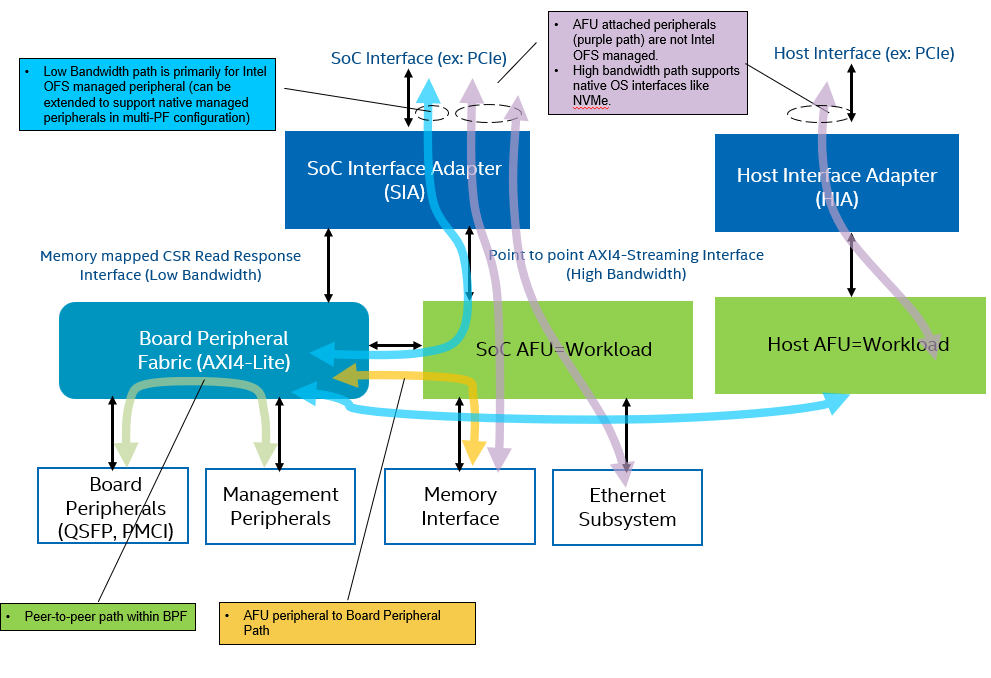 • AFU attached peripherals
(purple path) are not Intel
OFS managed.
• High bandwidth path supports
native OS interfaces like
NVMe.
SoC Interface (ex: PCIe)
Host Interface (ex: PCIe)
• Low Bandwidth path is primarily for Intel
OFS managed peripheral (can be
extended to support native managed
peripherals in multi-PF configuration)
SoC Interface Adapter
(SIA)
Host Interface Adapter
(HIA)
Memory mapped CSR Read Response
Interface (Low Bandwidth)
Point to point AXI4-Streaming Interface
(High Bandwidth)
Board Peripheral
Fabric (AXI4-Lite)
SoC AFU=Workload
Host AFU=Workload
Board
Peripherals
(QSFP, PMCI)
Management
Peripherals
Memory
Interface
Ethernet
Subsystem
• Peer-to-peer path within BPF
• AFU peripheral to Board Peripheral
Path